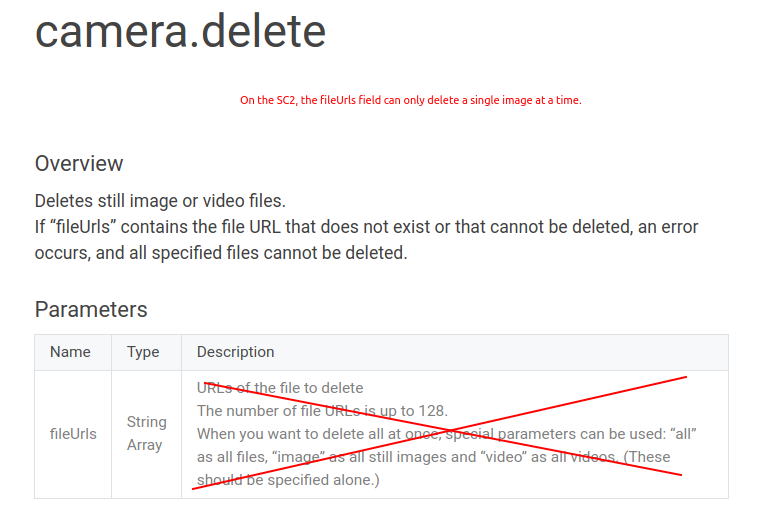 camera.delete
On the SC2, the fileUrls field can only delete a single image at a time.
Overview
Deletes still image or video files.
If “fileUrls” contains the file URL that does not exist or that cannot be deleted, an error
occurs, and all specified files cannot be deleted.
Parameters
Name Type Description
fileUrls
String
Array
URLs of the file to delete
The number of file URLs is up to 128.
When you want to delete all at once, special parameters can be used: “all”
as all files, “image” as all still images and “video” as all videos. (These
should be specified alone.)